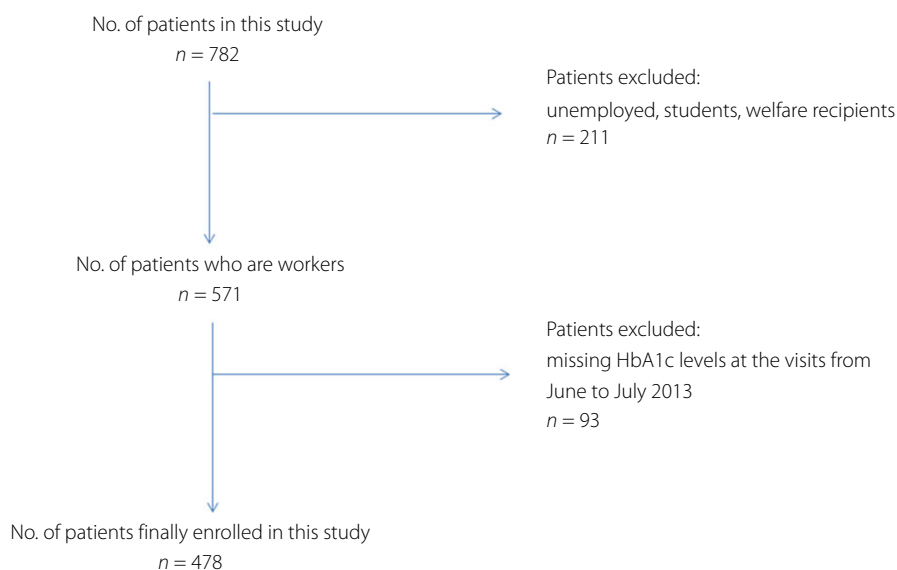 No. of patients in this study
n = 782
Patients excluded:
unemployed, students, welfare recipients
n = 211
No. of patients who are workers
n = 571
Patients excluded:
missing HbA1c levels at the visits from
June to July 2013
n = 93
No. of patients finally enrolled in this study
n = 478